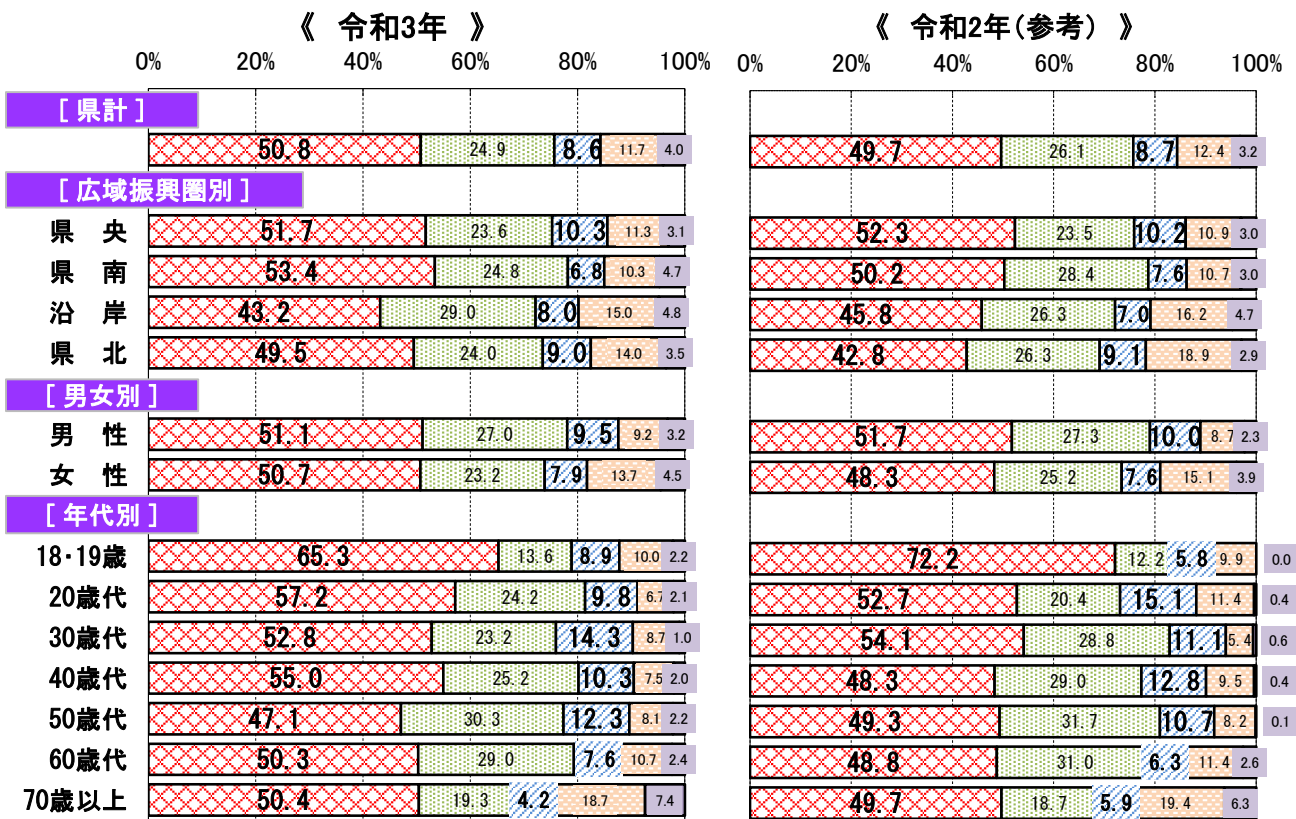 《 令和3年 》 《 令和2年(参考) 》
0% 20% 40% 60% 80% 100% 0% 20% 40% 60% 80% 100%
[ 県計 ]
50.8 24.9 8.6 11.7 4.0 49.7 26.1 8.7 12.4 3.2
[ 広域振興圏別 ]
県 央 51.7 23.6 10.3 11.3 3.1 52.3 23.5 10.2 10.9 3.0
県 南 53.4 24.8 6.8 10.3 4.7 50.2 28.4 7.6 10.7 3.0
沿 岸 43.2 29.0 8.0 15.0 4.8 45.8 26.3 7.0 16.2 4.7
県 北 49.5 24.0 9.0 14.0 3.5 42.8 26.3 9.1 18.9 2.9
[ 男女別 ]
男 性 51.1 27.0 9.5 9.2 3.2 51.7 27.3 10.0 8.7 2.3
女 性 50.7 23.2 7.9 13.7 4.5 48.3 25.2 7.6 15.1 3.9
[ 年代別 ]
18・19歳 65.3 13.6 8.9 10.0 2.2 72.2 12.2 5.8 9.9 0.0
20歳代 57.2 24.2 9.8 6.7 2.1 52.7 20.4 15.1 11.4 0.4
30歳代 52.8 23.2 14.3 8.7 1.0 54.1 28.8 11.1 5.4 0.6
40歳代 55.0 25.2 10.3 7.5 2.0 48.3 29.0 12.8 9.5 0.4
50歳代 47.1 30.3 12.3 8.1 2.2 49.3 31.7 10.7 8.2 0.1
60歳代 50.3 29.0 7.6 10.7 2.4 48.8 31.0 6.3 11.4 2.6
70歳以上 50.4 19.3 4.2 18.7 7.4 49.7 18.7 5.9 19.4 6.3